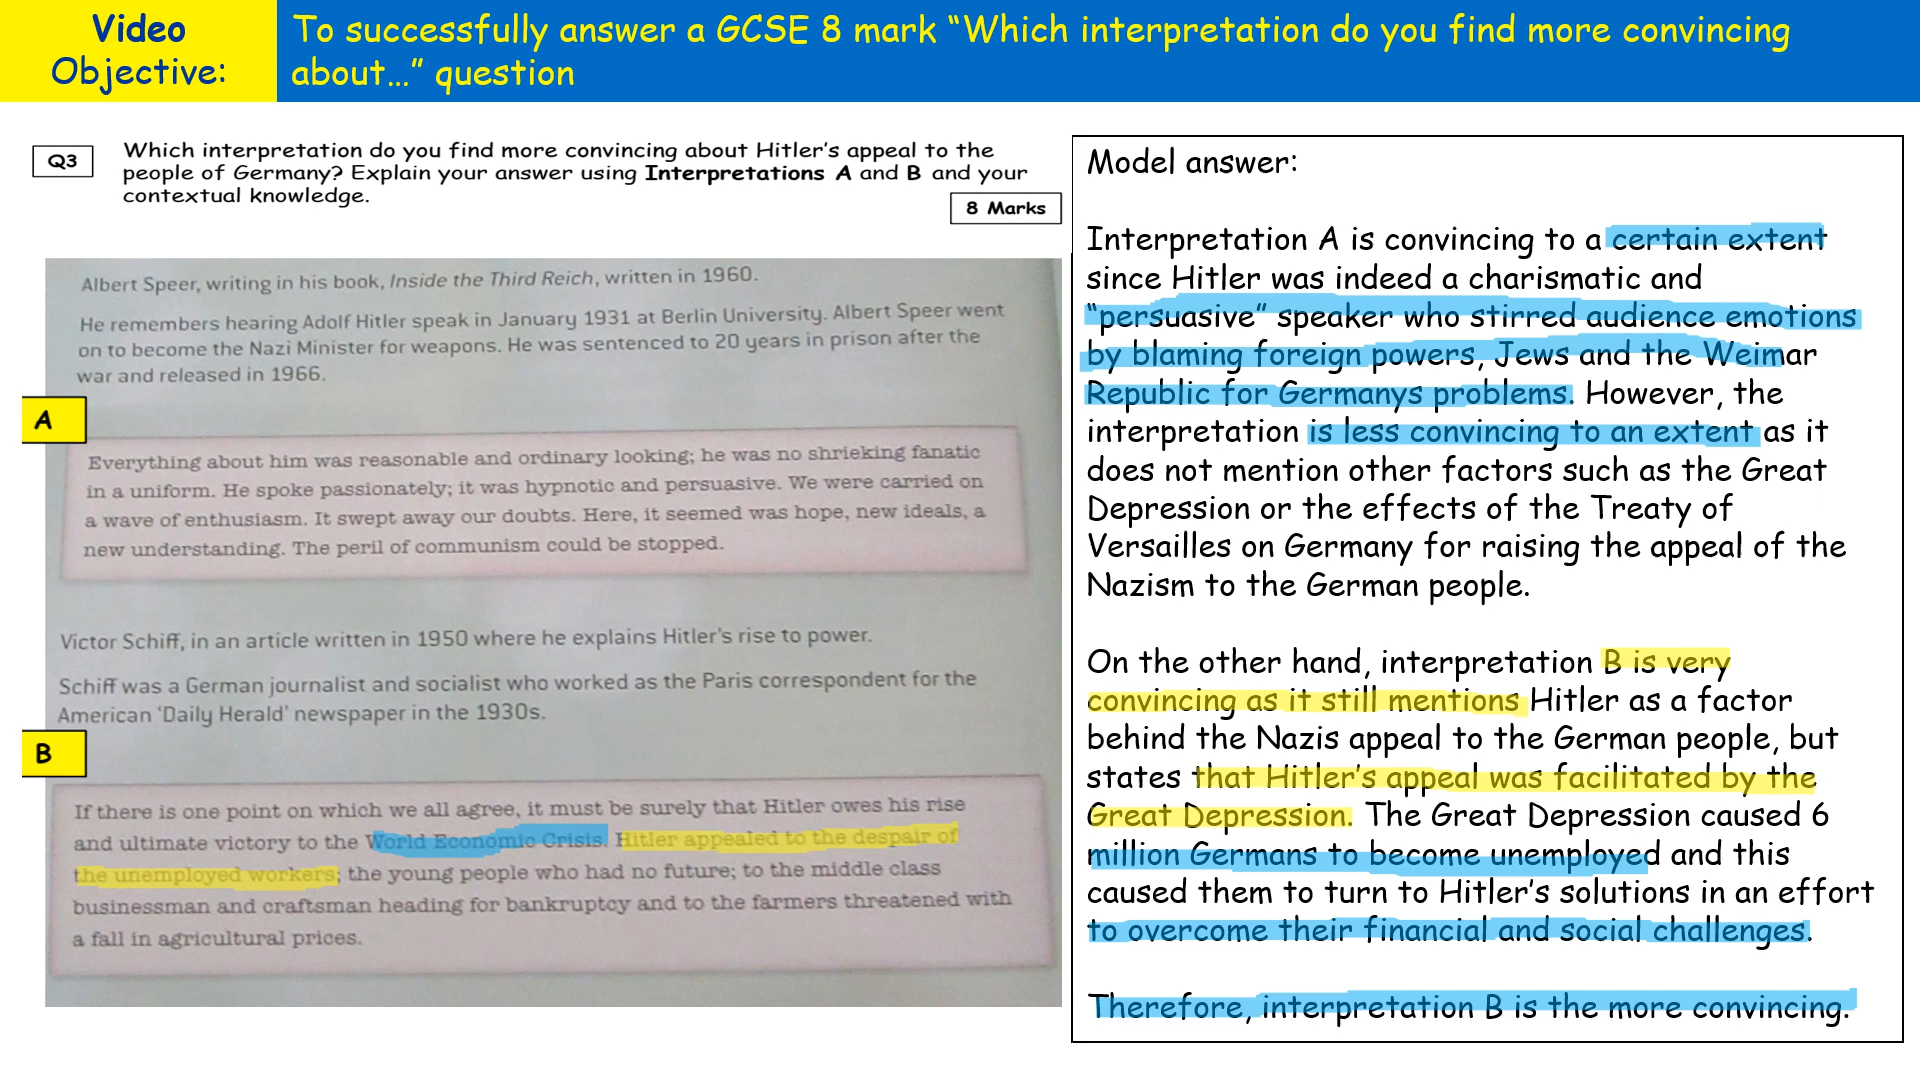 Video
Objective:
To successfully answer a GCSE 8 mark “Which interpretation do you find more convincing
about…” question
Q3
Which interpretation do you find more convincing about Hitler’s appeal to the
people of Germany? Explain your answer using Interpretations A and B and your
contextual knowledge.
8 Marks
Albert Speer, writing in his book, Inside the Third Reich, written in 1960.
He remembers hearing Adolf Hitler speak in January 1931 at Berlin University. Albert Speer went
on to become the Nazi Minister for weapons. He was sentenced to 20 years in prison after the
war and released in 1966.
A
Everything about him was reasonable and ordinary looking; he was no shrieking fanatic
in a uniform. He spoke passionately; it was hypnotic and persuasive. We were carried on
a wave of enthusiasm. It swept away our doubts. Here, it seemed was hope, new ideals, a
new understanding. The peril of communism could be stopped.
Victor Schiff, in an article written in 1950 where he explains Hitler’s rise to power.
Schiff was a German journalist and socialist who worked as the Paris correspondent for the
American ‘Daily Herald’ newspaper in the 1930s.
B
If there is one point on which we all agree, it must be surely that Hitler owes his rise
and ultimate victory to the World Economic Crisis. Hitler appealed to the despair of
the unemployed workers; the young people who had no future; to the middle class
businessman and craftsman heading for bankruptcy and to the farmers threatened with
a fall in agricultural prices.
Model answer:
Interpretation A is convincing to a certain extent
since Hitler was indeed a charismatic and
“persuasive” speaker who stirred audience emotions
by blaming foreign powers, Jews and the Weimar
Republic for Germanys problems. However, the
interpretation is less convincing to an extent as it
does not mention other factors such as the Great
Depression or the effects of the Treaty of
Versailles on Germany for raising the appeal of the
Nazism to the German people.
On the other hand, interpretation B is very
convincing as it still mentions Hitler as a factor
behind the Nazis appeal to the German people, but
states that Hitler’s appeal was facilitated by the
Great Depression. The Great Depression caused 6
million Germans to become unemployed and this
caused them to turn to Hitler’s solutions in an effort
to overcome their financial and social challenges.
Therefore, interpretation B is the more convincing.